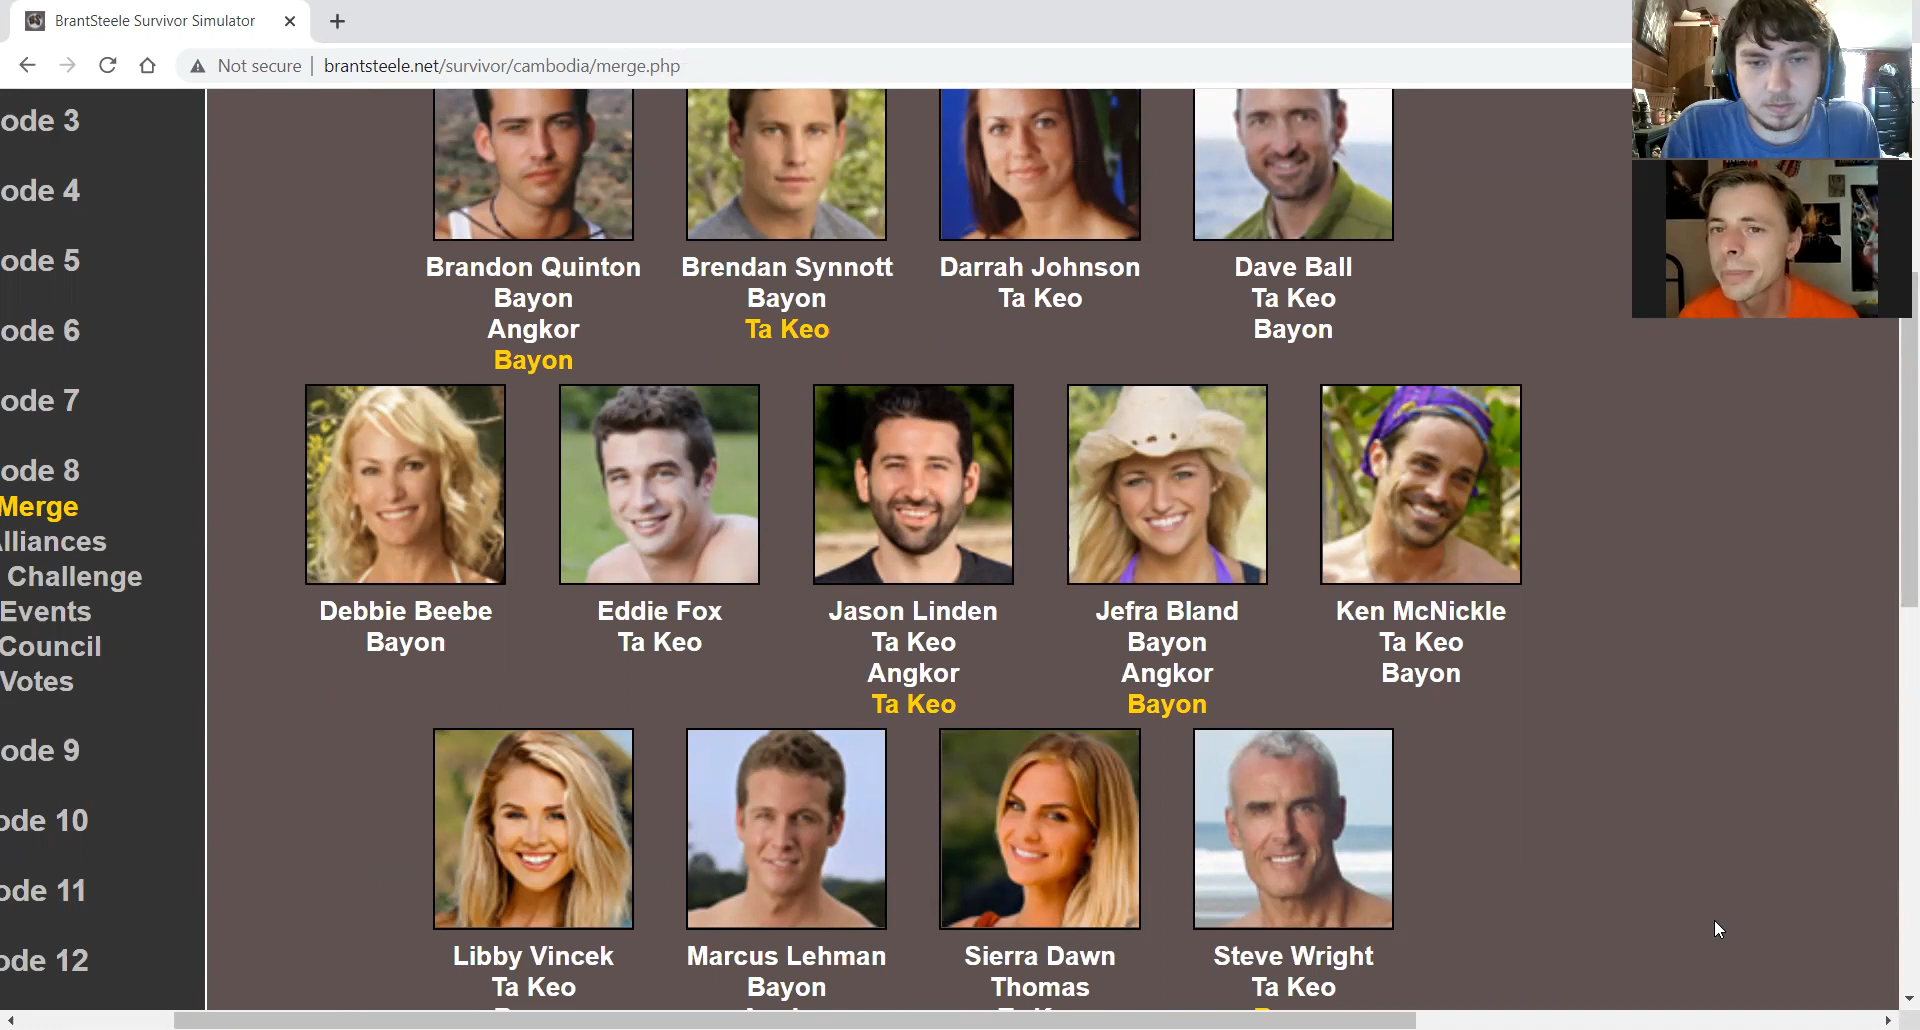 BrantSteele Survivor Simulator
Not secure | brantsteele.net/survivor/cambodia/merge.php
ode 3
ode 4
ode 5
ode 6
ode 7
ode 8
Merge
lliances
Challenge
Events
Council
Votes
ode 9
ode 10
ode 11
ode 12
Brandon Quinton
Bayon
Angkor
Bayon
Brendan Synnott
Bayon
Ta Keo
Darrah Johnson
Ta Keo
Dave Ball
Ta Keo
Bayon
Debbie Beebe
Bayon
Eddie Fox
Ta Keo
Jason Linden
Ta Keo
Angkor
Ta Keo
Jefra Bland
Bayon
Angkor
Bayon
Ken McNickle
Ta Keo
Bayon
Libby Vincek
Ta Keo
Marcus Lehman
Bayon
Sierra Dawn
Thomas
Steve Wright
Ta Keo